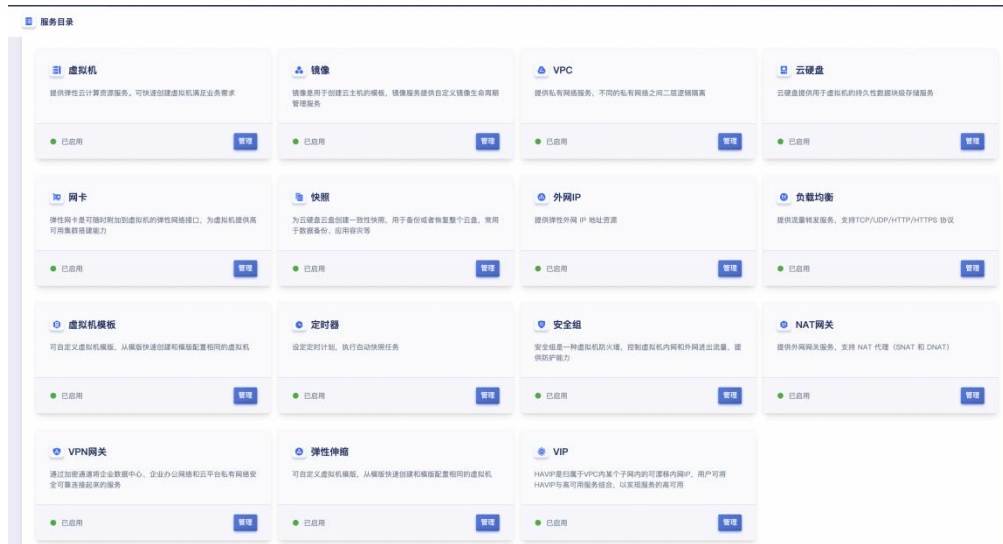 服务目录
虚拟机
提供弹性云计算资源服务。可快速创建虚拟机满足业务需求
已启用
管理
镜像
镜像是用于创建云主机的模板，镜像服务提供自定义镜像生命周期
管理服务
已启用
管理
VPC
提供私有网络服务，不同的私有网络之间二层逻辑隔离
已启用
管理
云硬盘
云硬盘提供用于虚拟机的持久性数据块级存储服务
已启用
管理
网卡
弹性网卡是可随时附加到虚拟机的弹性网络接口，为虚拟机提供高
可用集群搭建能力
已启用
管理
快照
为云硬盘云盘创建一致性快照，用于备份或者恢复整个云盘，常用
于数据备份，应用容灾等
已启用
管理
外网IP
提供弹性外网 IP 地址资源
已启用
管理
负载均衡
提供流量转发服务，支持TCP/UDP/HTTP/HTTPS 协议
已启用
管理
虚拟机模板
可自定义虚拟机模版，从模版快速创建和模版配置相同的虚拟机
已启用
管理
定时器
设定定时计划，执行自动快照任务
已启用
管理
安全组
安全组是一种虚拟机防火墙，控制虚拟机内网和外网进出流量，提
供防护能力
已启用
管理
NAT网关
提供外网网关服务，支持 NAT 代理（SNAT 和 DNAT）
已启用
管理
VPN网关
通过加密通道将企业数据中心、企业办公网络和云平台私有网络安
全可靠连接起来的服务
已启用
管理
弹性伸缩
可自定义虚拟机模版，从模版快速创建和模版配置相同的虚拟机
已启用
管理
VIP
HAVIP是归属于VPC内某个子网内的可漂移内网IP，用户可将
HAVIP与高可用服务结合，以实现服务的高可用
已启用
管理